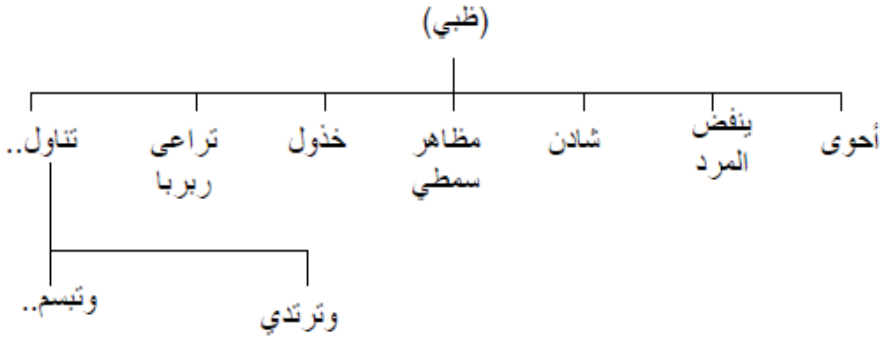 (ظبي)
أحوى
ينفض
المرد
شادن
مظاهر
سمطي
خذول
تراعى
ربربا
تناول..
وترتدي
وتبسم..